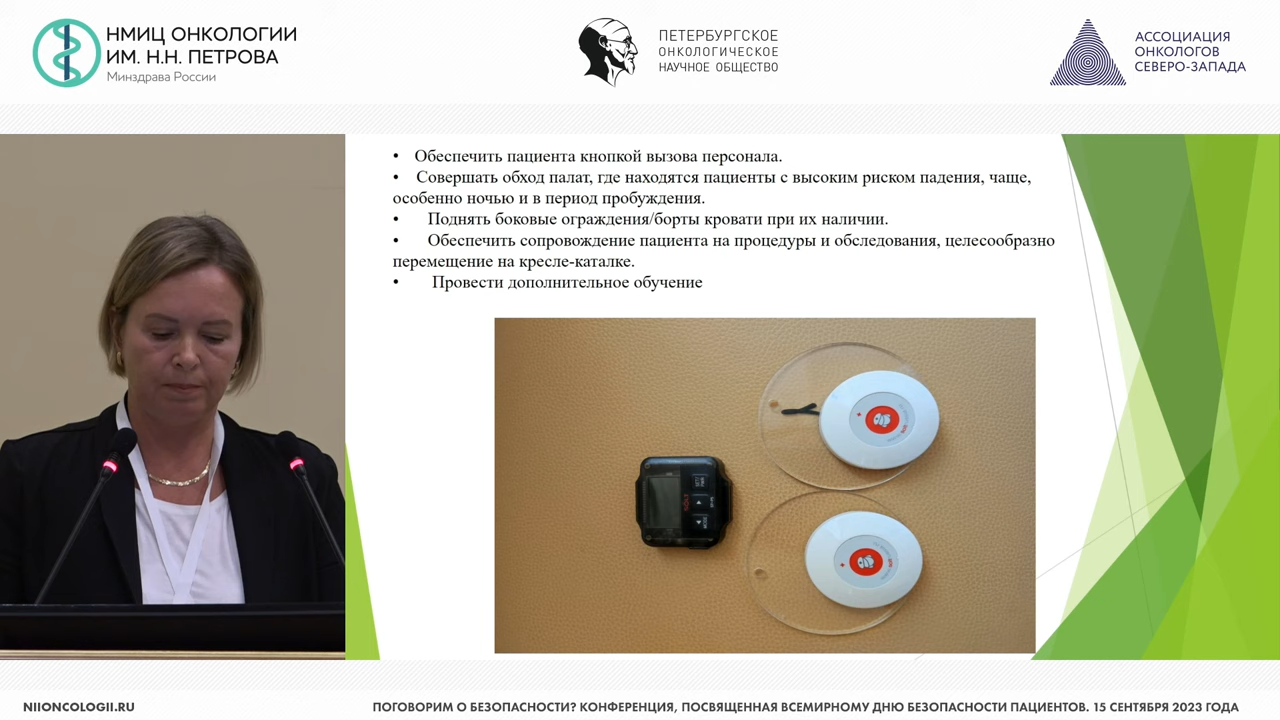 НМИЦ ОНКОЛОГИИ
ИМ. Н.Н. ПЕТРОВА
Минздрава России
ПЕТЕРБУРГСКОЕ
ОНКОЛОГИЧЕСКОЕ
НАУЧНОЕ ОБЩЕСТВО
АССОЦИАЦИЯ
ОНКОЛОГОВ
СЕВЕРО-ЗАПАДА
• Обеспечить пациента кнопкой вызова персонала.
• Совершать обход палат, где находятся пациенты с высоким риском падения, чаще,
особенно ночью и в период пробуждения.
• Поднять боковые ограждения/борты кровати при их наличии.
• Обеспечить сопровождение пациента на процедуры и обследования, целесообразно
перемещение на кресле-каталке.
• Провести дополнительное обучение
MODE
NIIONCOLOGII.RU
ПОГОВОРИМ О БЕЗОПАСНОСТИ? КОНФЕРЕНЦИЯ, ПОСВЯЩЕННАЯ ВСЕМИРНОМУ ДНЮ БЕЗОПАСНОСТИ ПАЦИЕНТОВ. 15 СЕНТЯБРЯ 2023 ГОДА